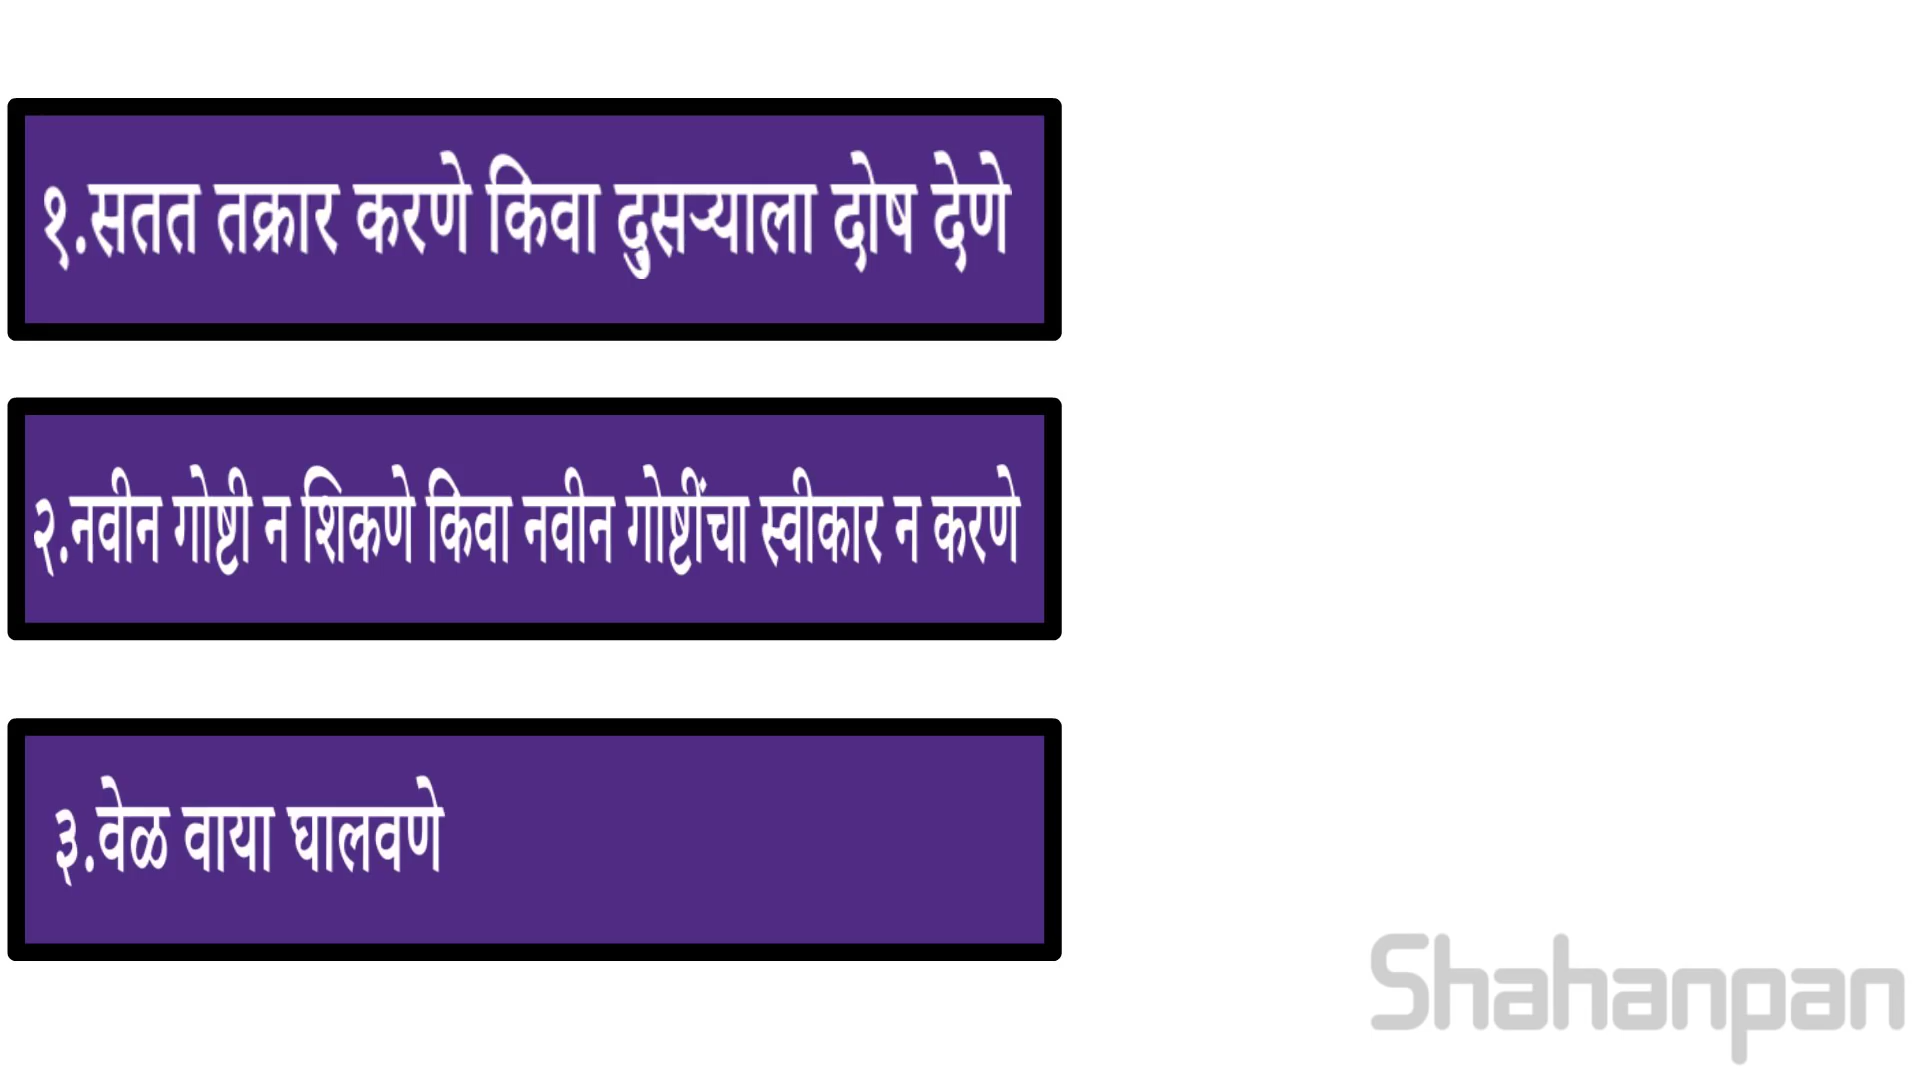 १.सतत तक्रार करणे किवा दुसऱ्याला दोष देणे
२.नवीन गोष्टी न शिकणे किवा नवीन गोष्टींचा स्वीकार न करणे
३.वेळ वाया घालवणे
Shahanpan